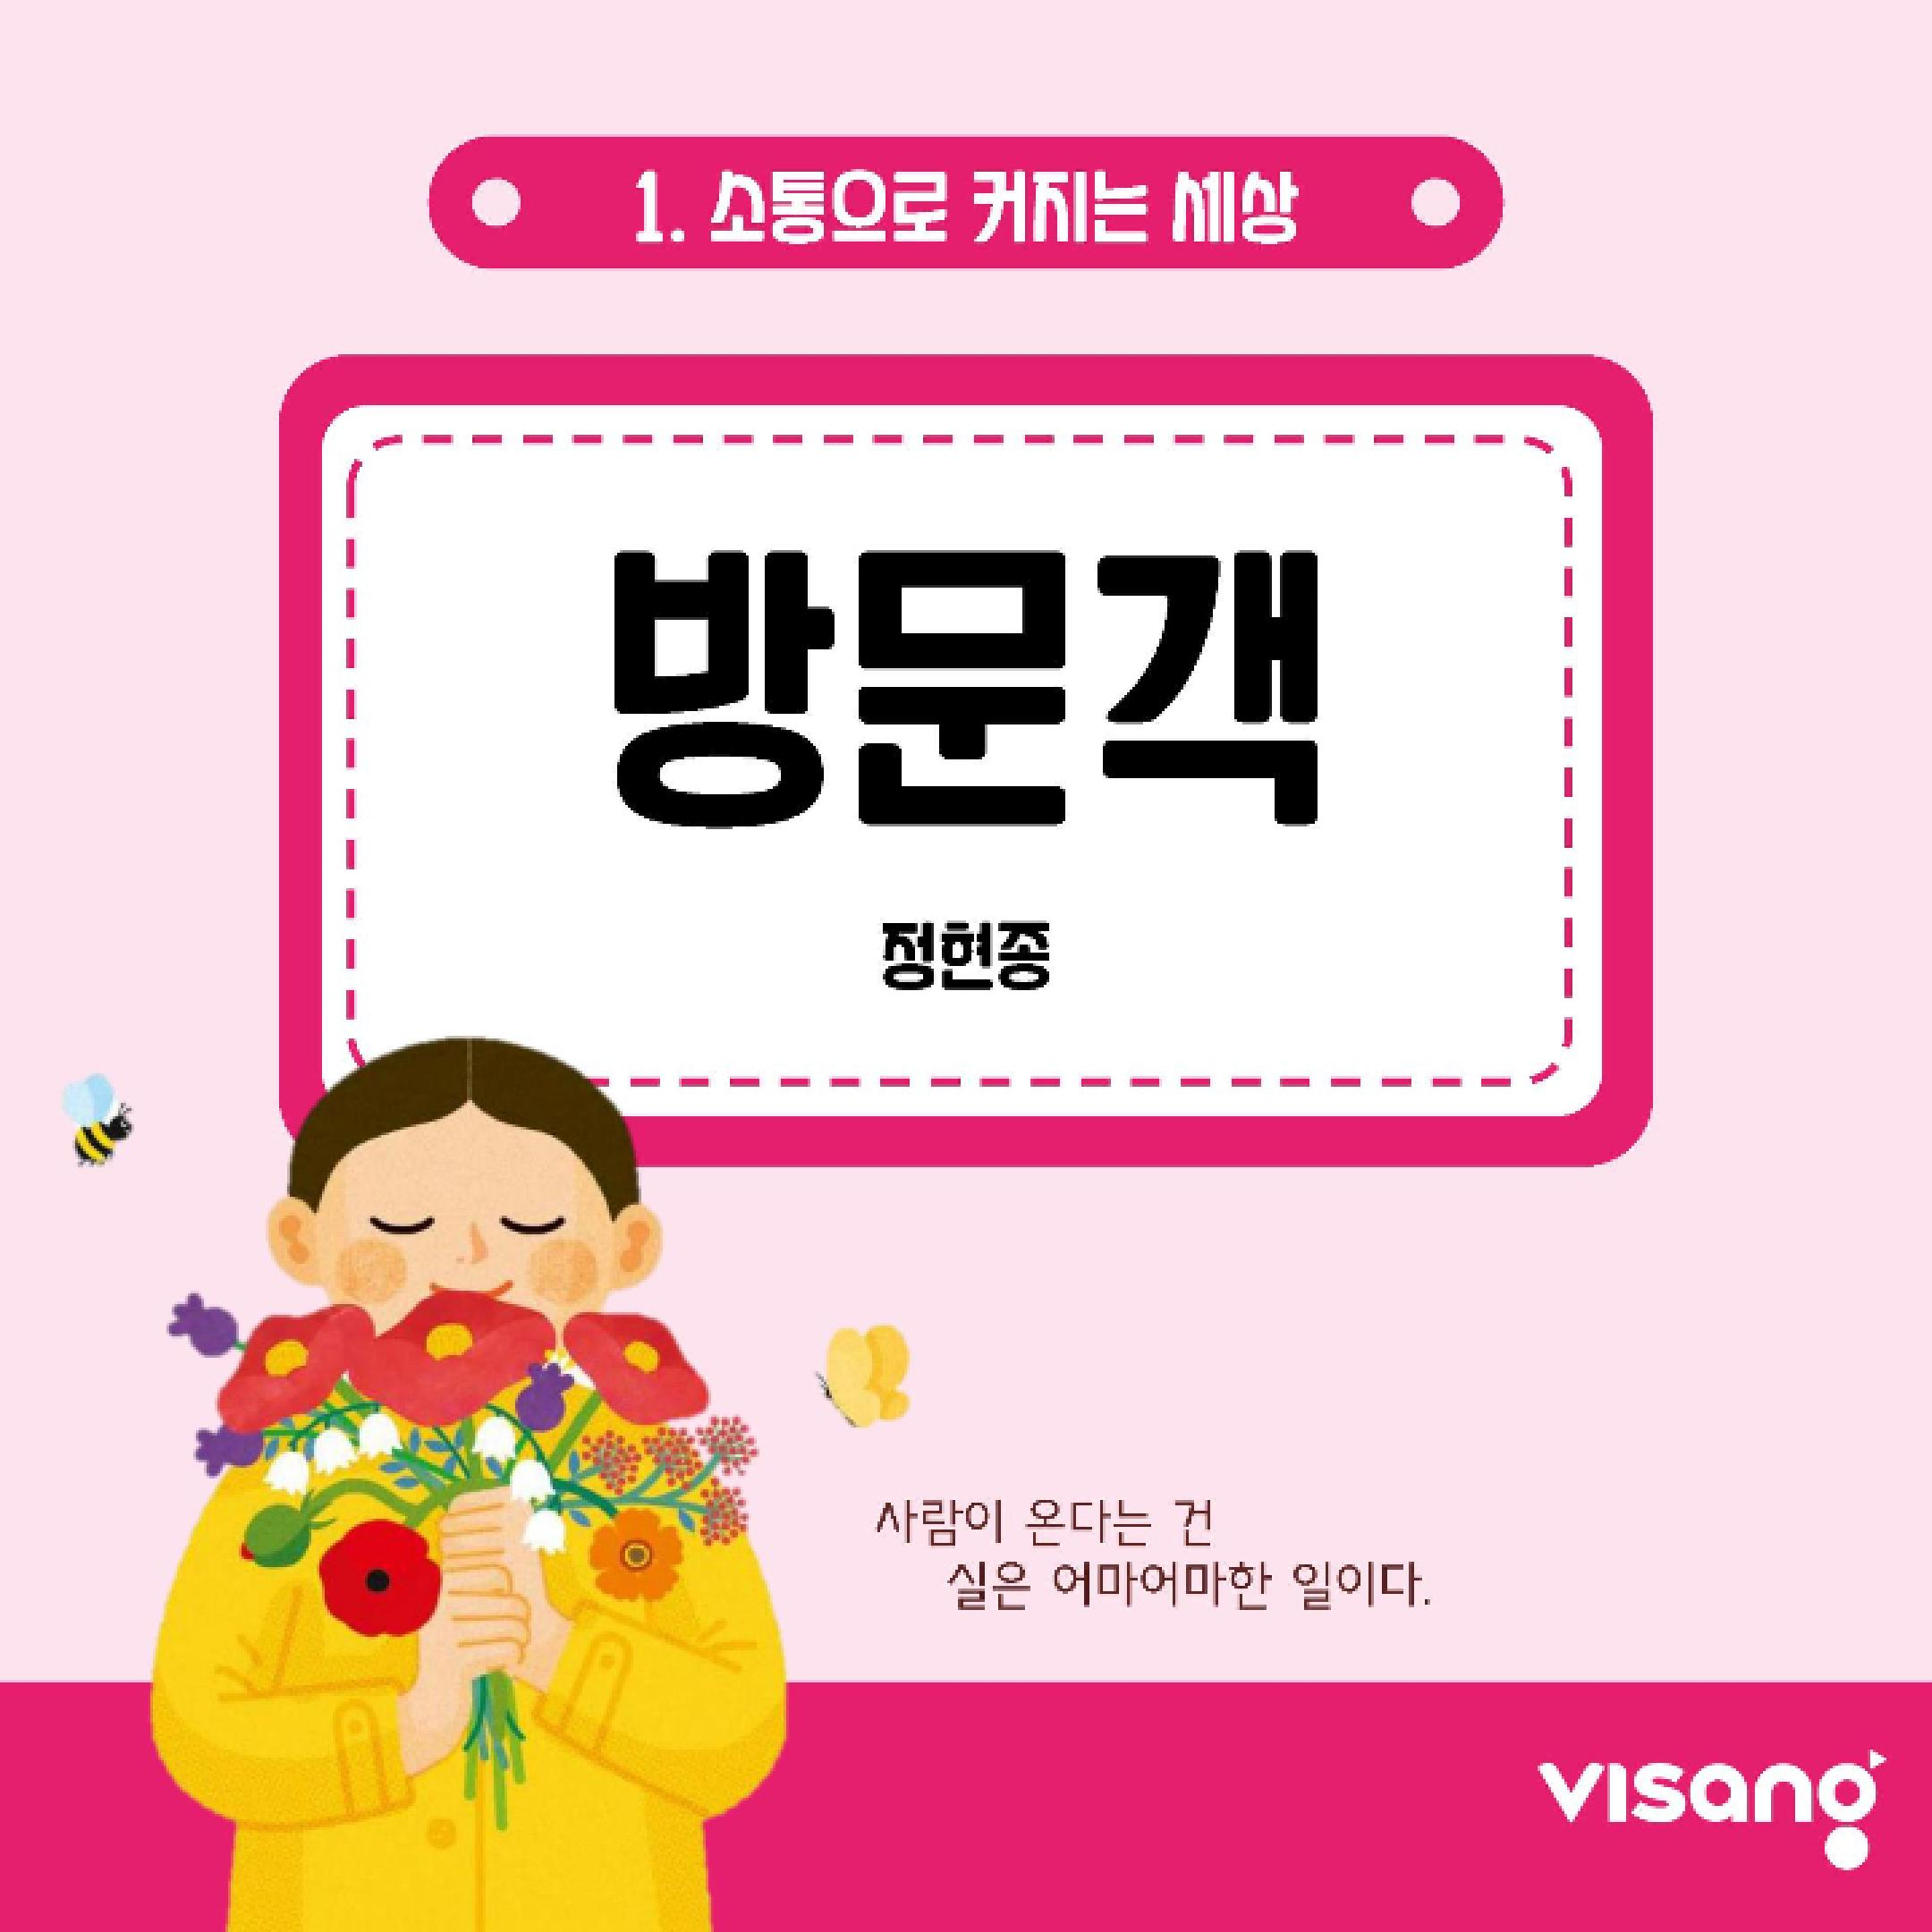 1. 소통으로 커지는 세상
방문객
정현종
사람이 온다는 건
실은 어마어마한 일이다.
visang